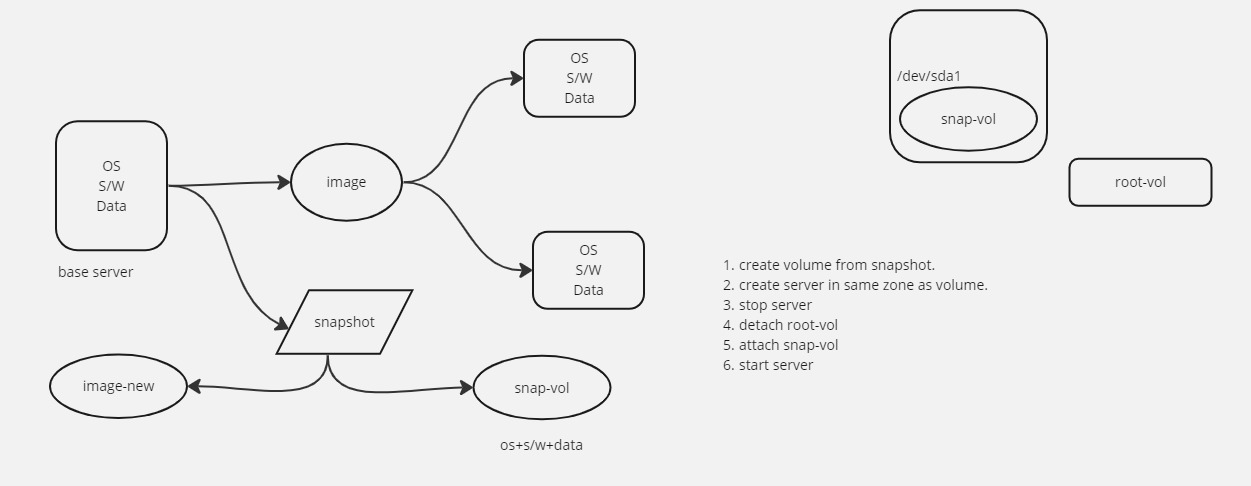 OS
S/W
Data
base server
image
OS
S/W
Data
OS
S/W
Data
snapshot
image-new
snap-vol
os+s/w+data
/dev/sda1
snap-vol
root-vol
1. create volume from snapshot.
2. create server in same zone as volume.
3. stop server
4. detach root-vol
5. attach snap-vol
6. start server